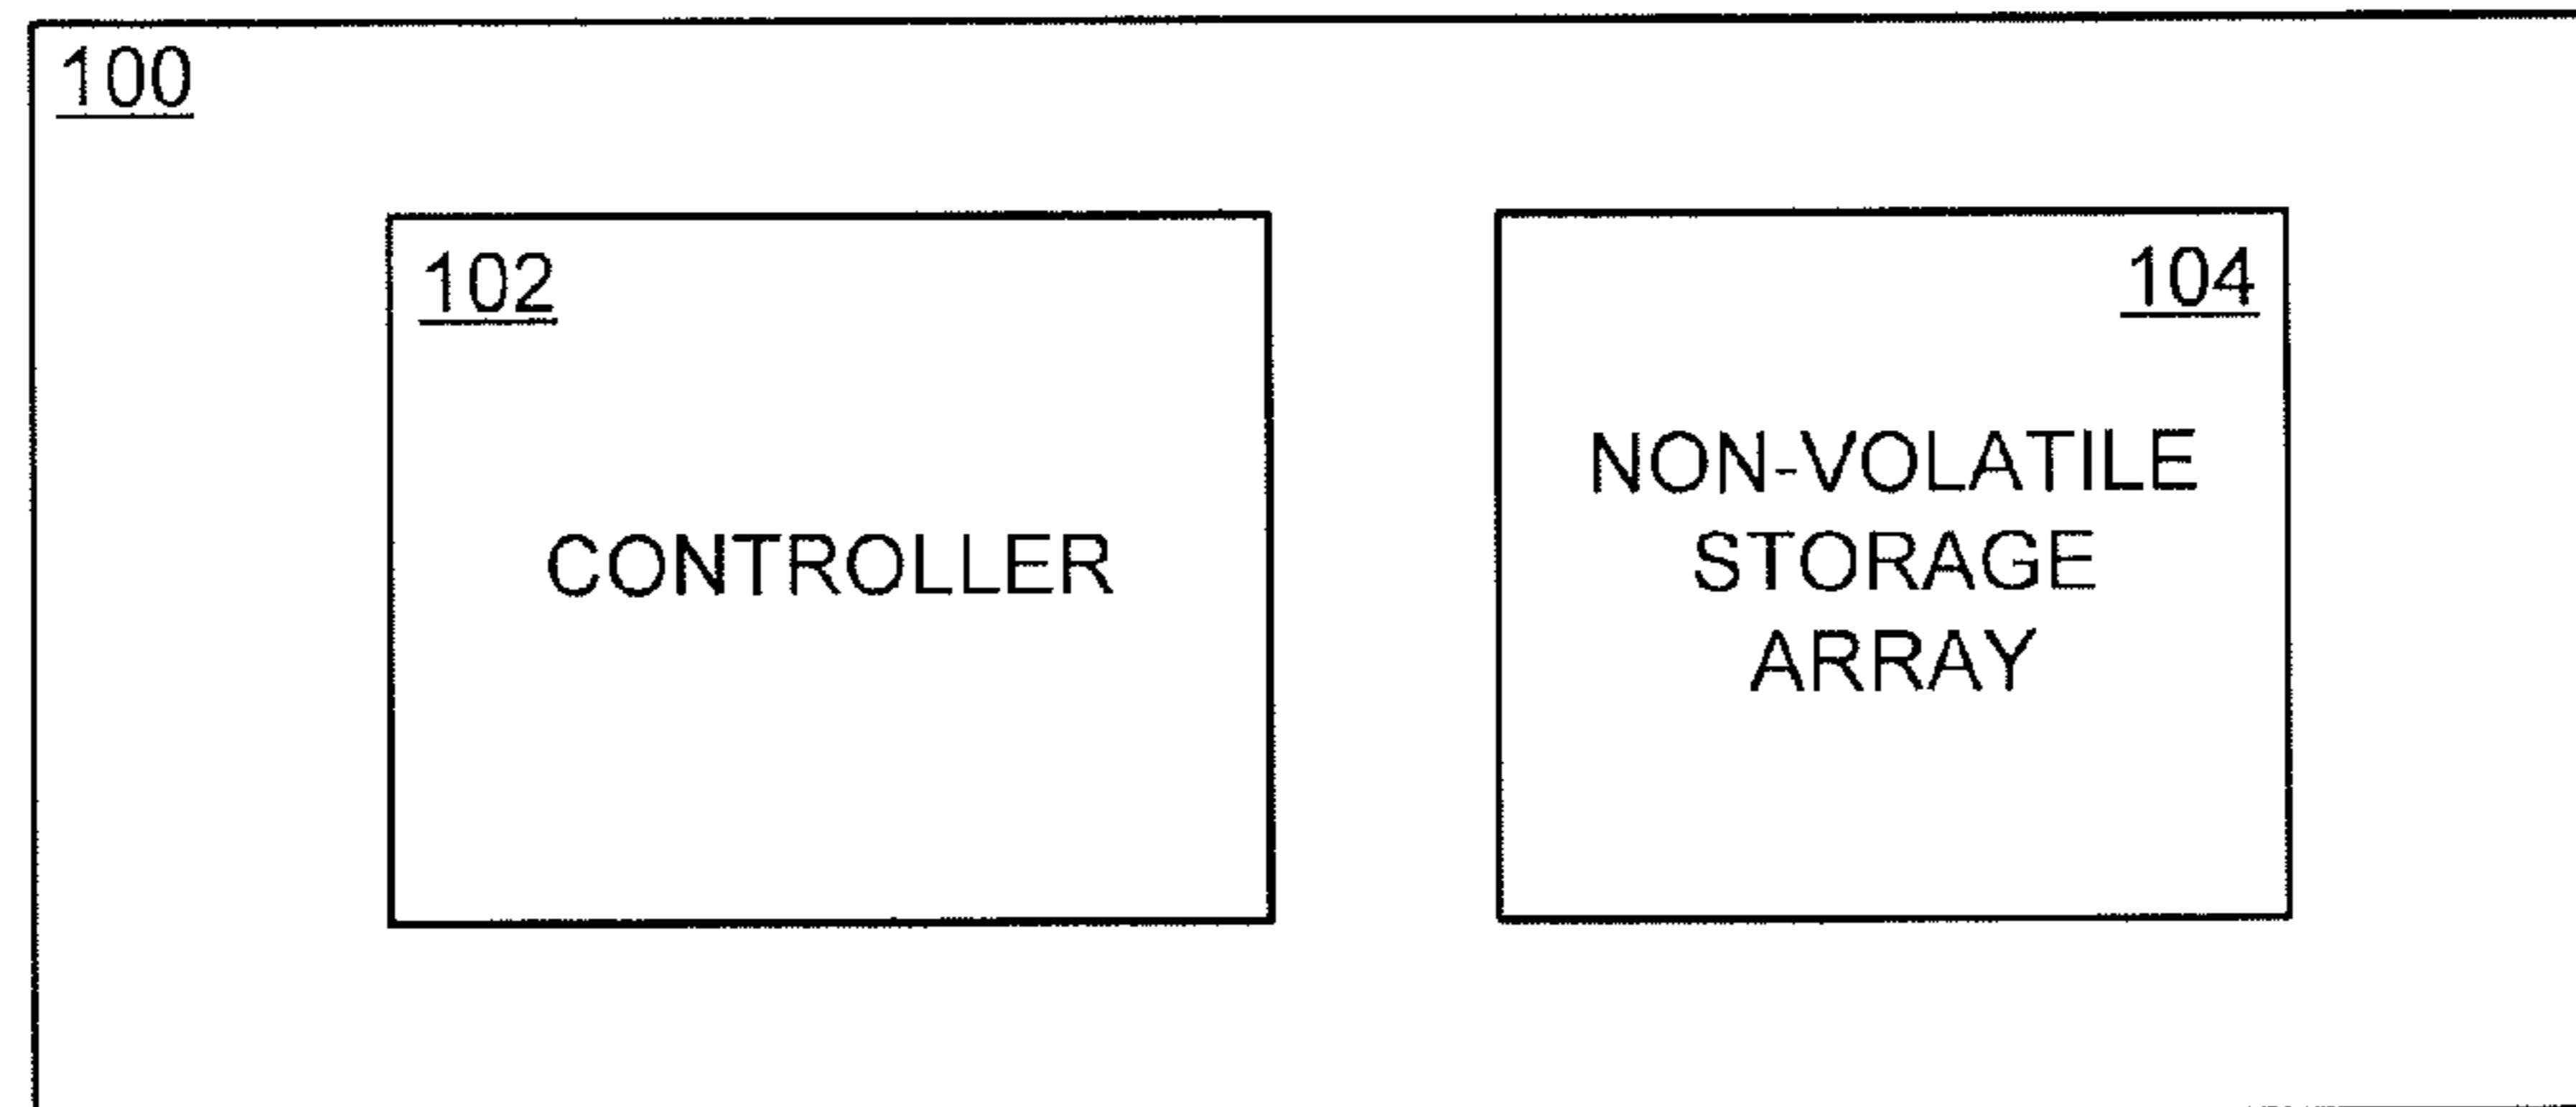 100
102
104
CONTROLLER
NON-VOLATILE
STORAGE
ARRAY